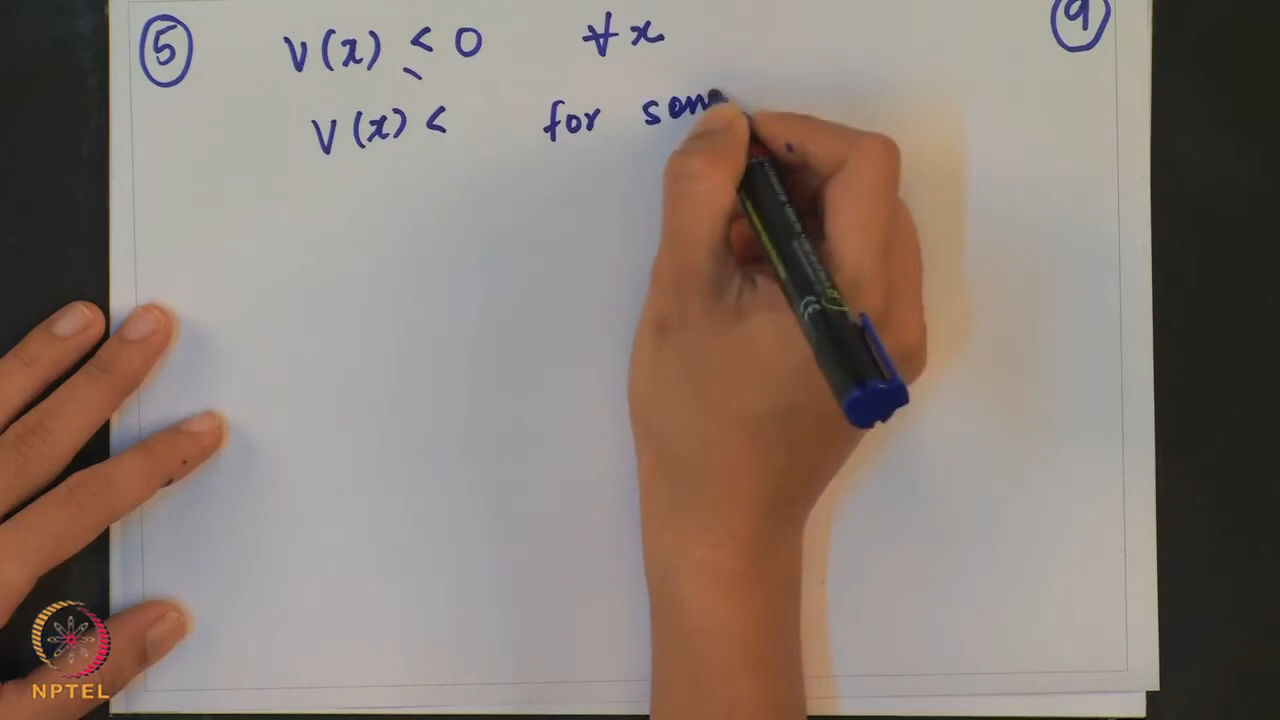 ⑤ V(x) ≤ 0 ∀x ⑨
V(x) < for som
NPTEL